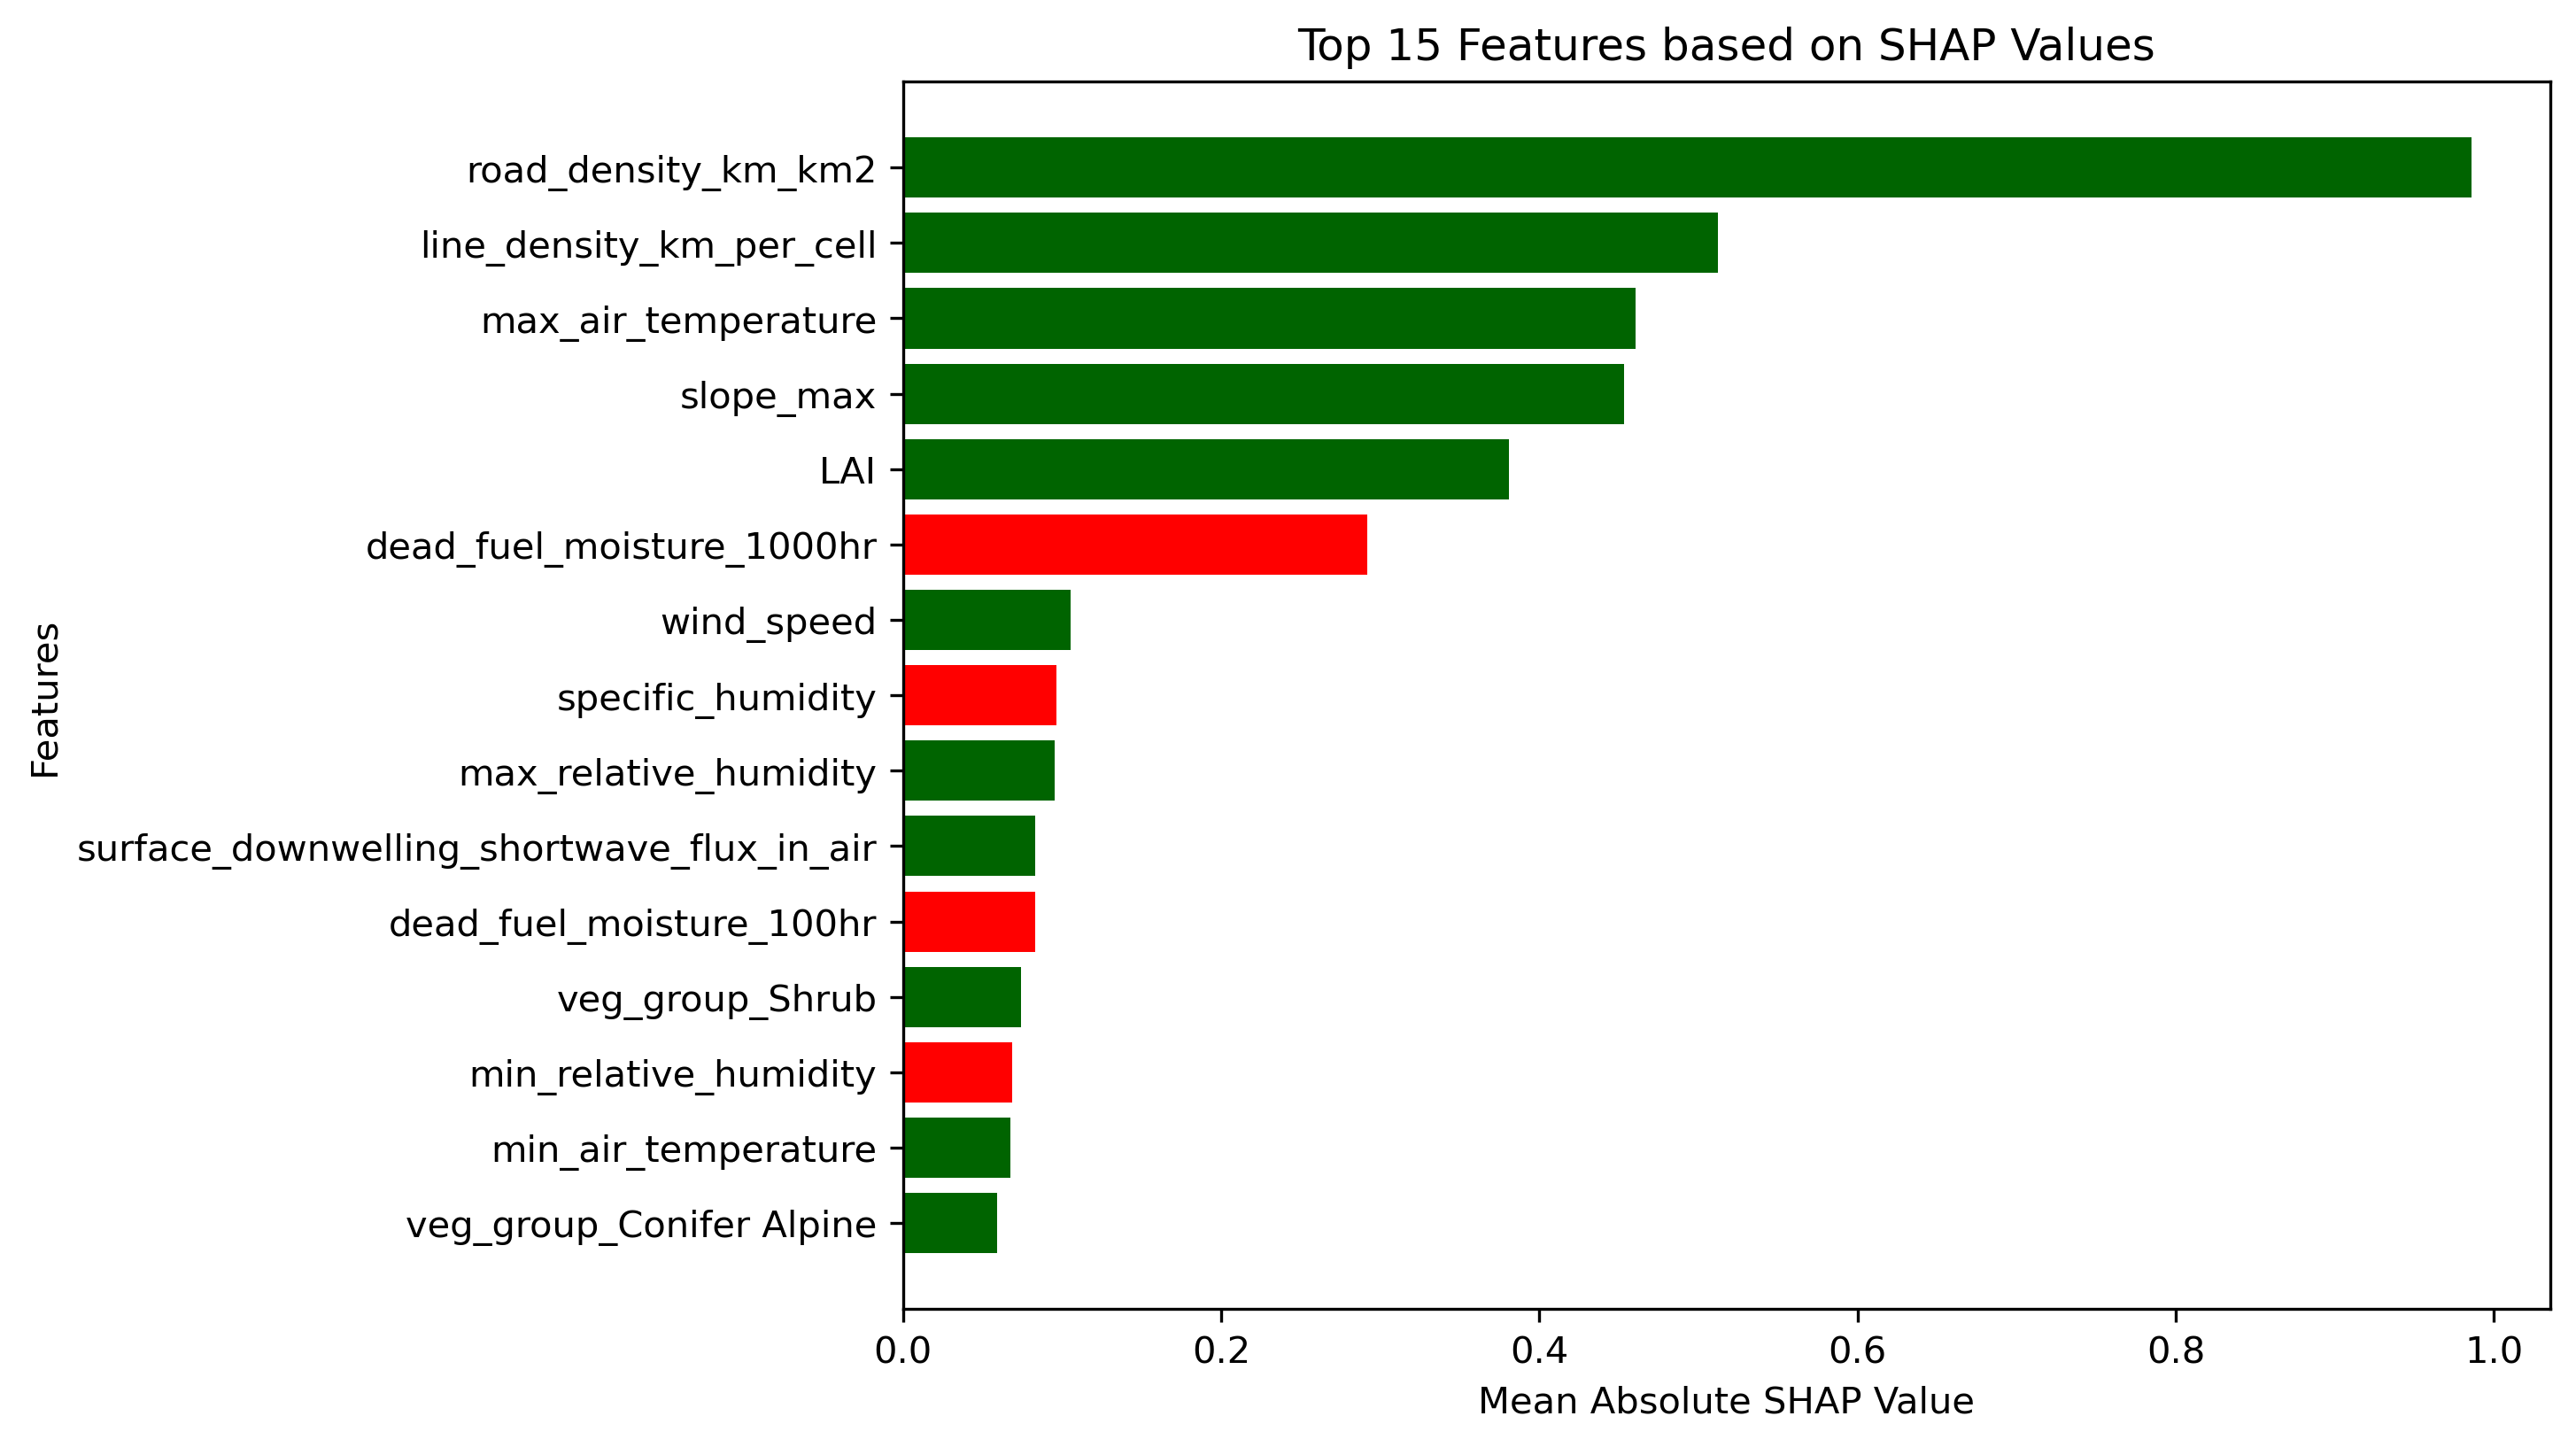 Top 15 Features based on SHAP Values
Features
road_density_km_km2
line_density_km_per_cell
max_air_temperature
slope_max
LAI
dead_fuel_moisture_1000hr
wind_speed
specific_humidity
max_relative_humidity
surface_downwelling_shortwave_flux_in_air
dead_fuel_moisture_100hr
veg_group_Shrub
min_relative_humidity
min_air_temperature
veg_group_Conifer Alpine
0.0 0.2 0.4 0.6 0.8 1.0
Mean Absolute SHAP Value